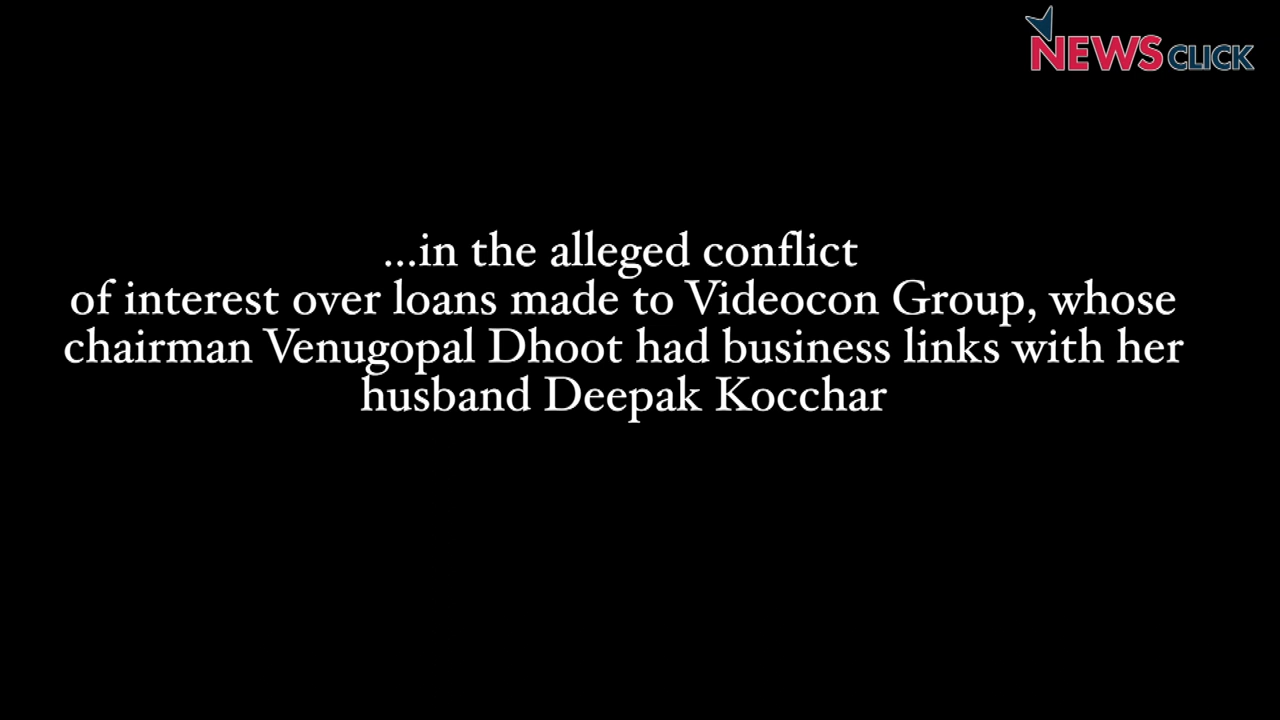 NEWSCLICK
...in the alleged conflict
of interest over loans made to Videocon Group, whose
chairman Venugopal Dhoot had business links with her
husband Deepak Kocchar